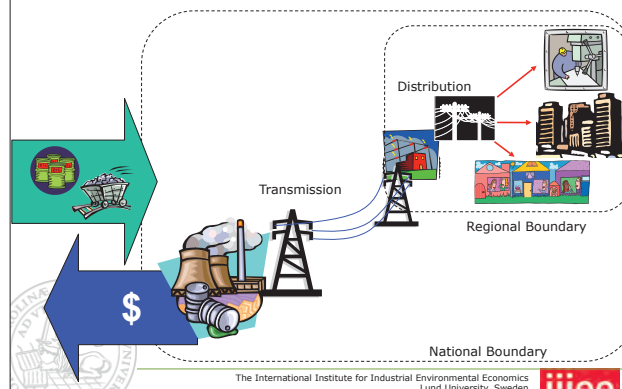 Distribution
Transmission
Regional Boundary
$
National Boundary
The International Institute for Industrial Environmental Economics
Lund University, Sweden
iiiee